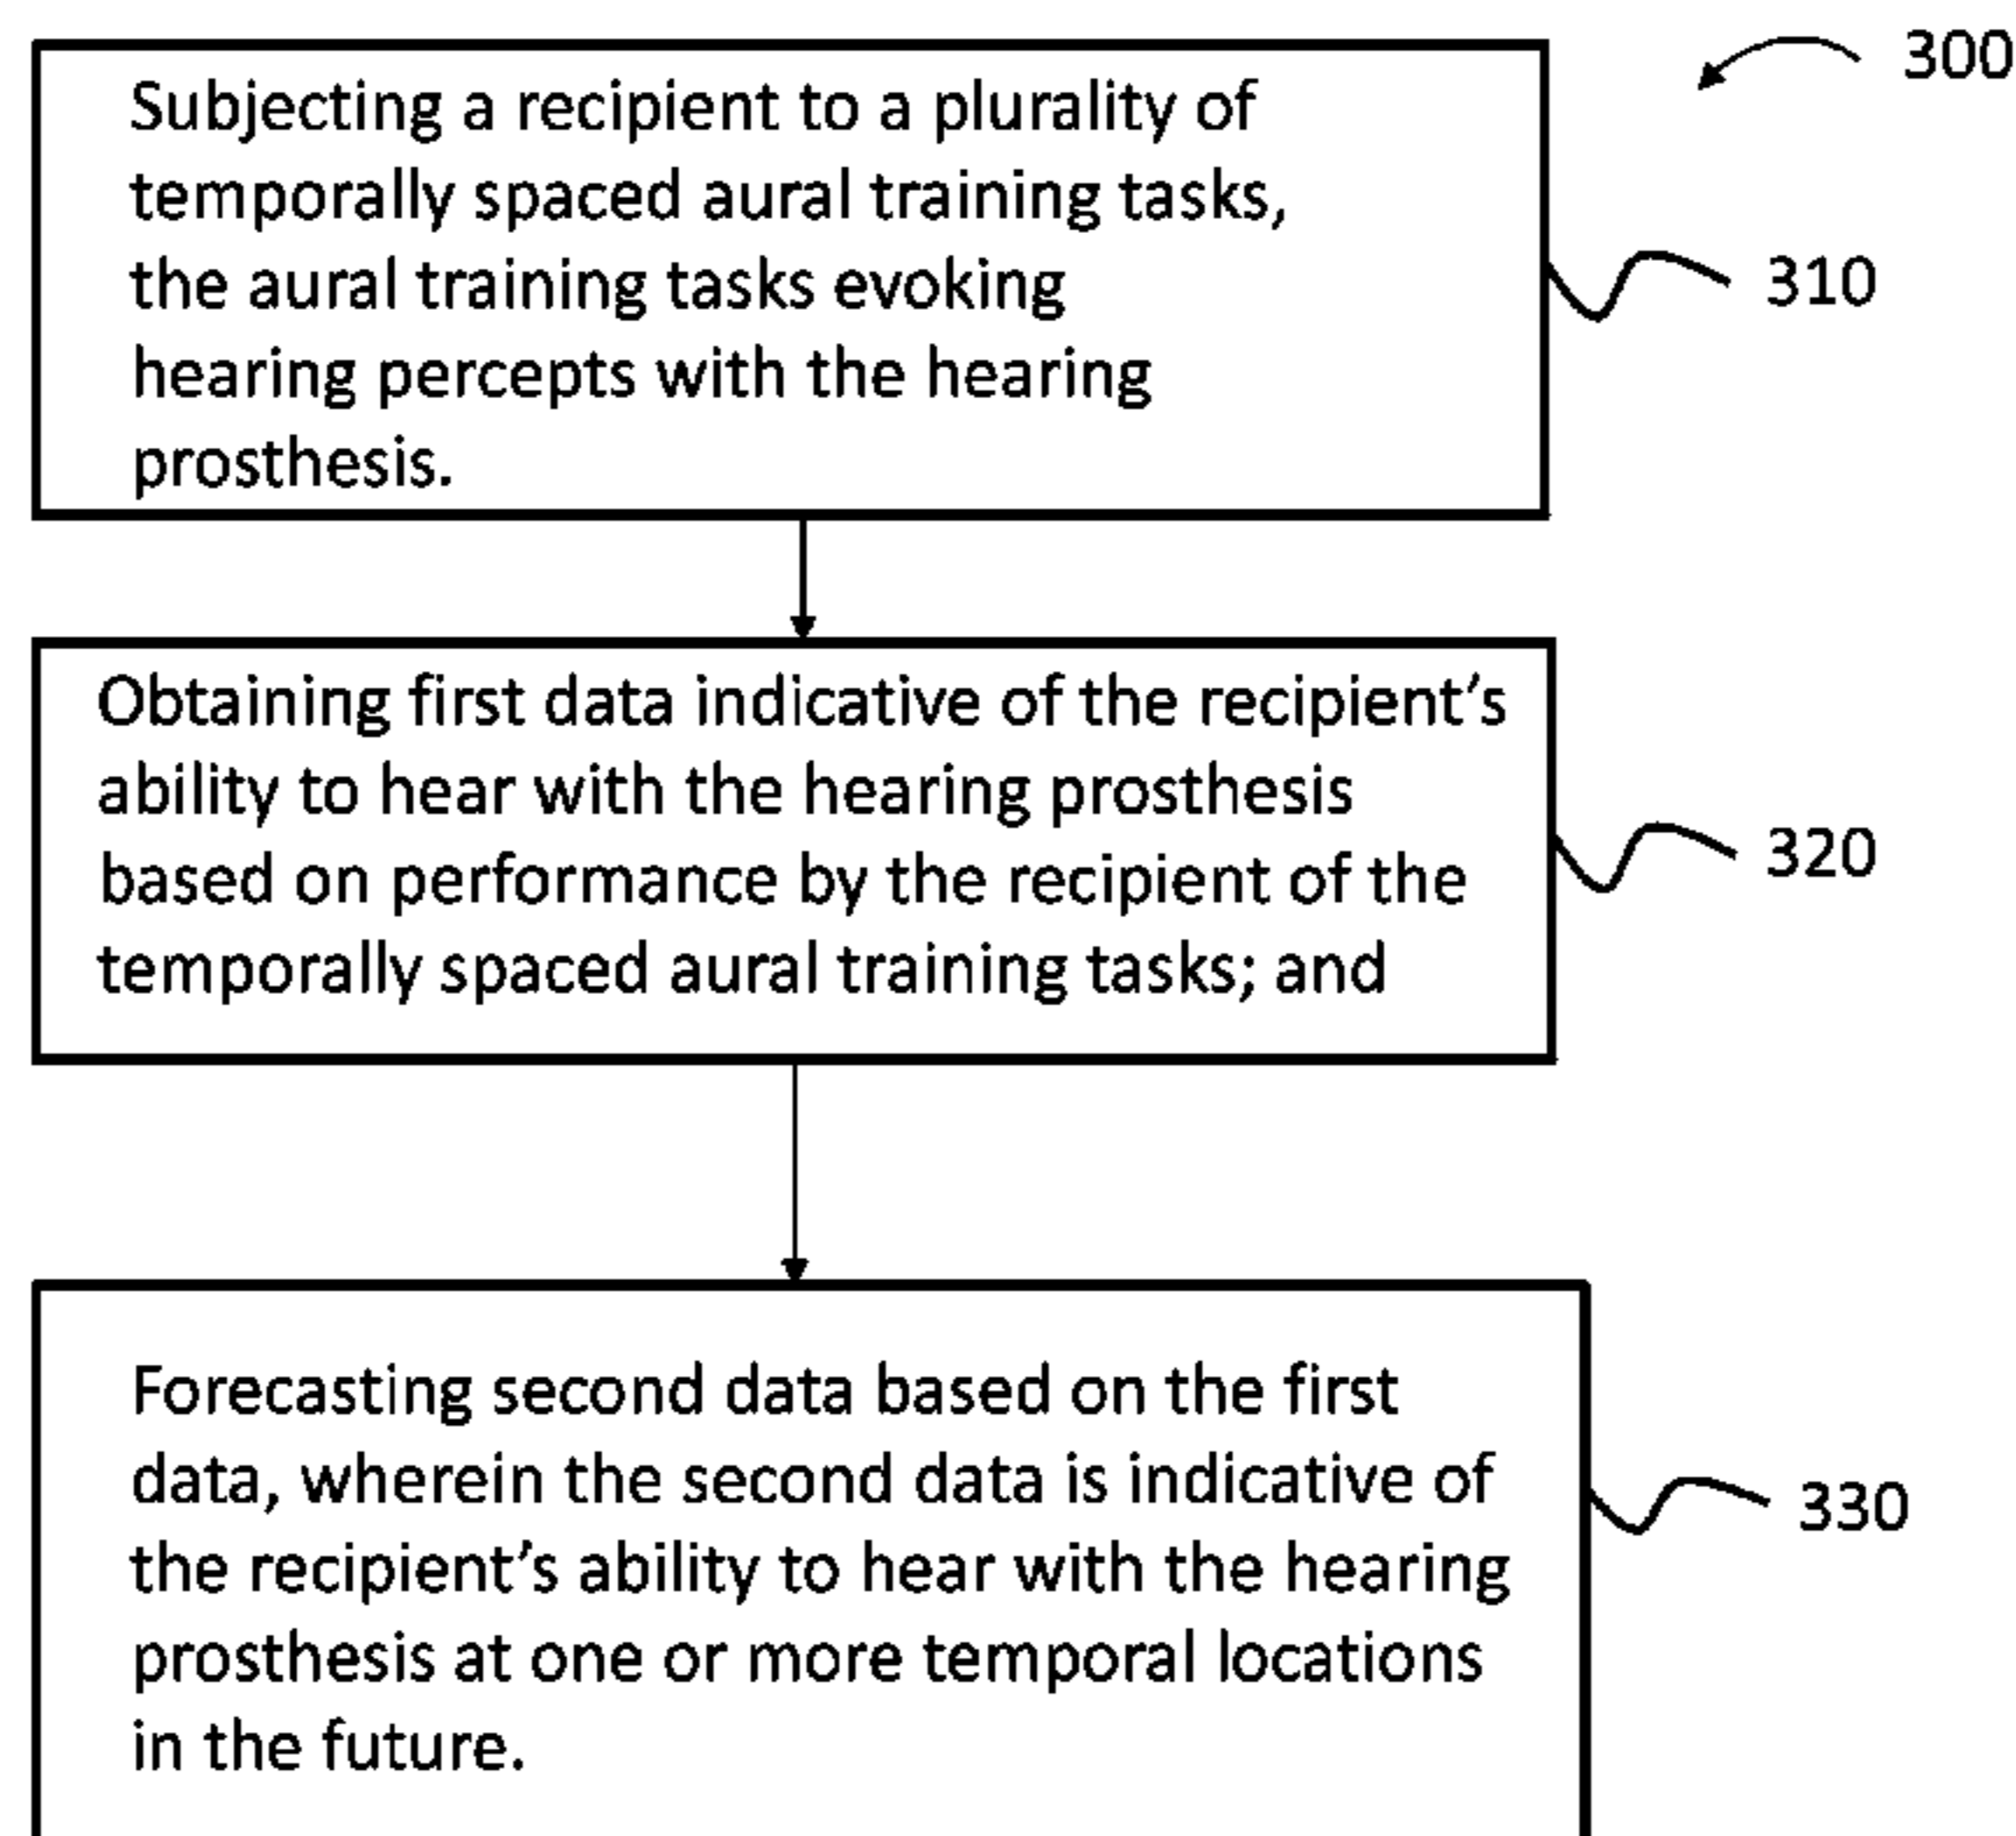 300
Subjecting a recipient to a plurality of
temporally spaced aural training tasks,
the aural training tasks evoking
hearing percepts with the hearing
prosthesis.
310
Obtaining first data indicative of the recipient’s
ability to hear with the hearing prosthesis
based on performance by the recipient of the
temporally spaced aural training tasks; and
320
Forecasting second data based on the first
data, wherein the second data is indicative of
the recipient’s ability to hear with the hearing
prosthesis at one or more temporal locations
in the future.
330